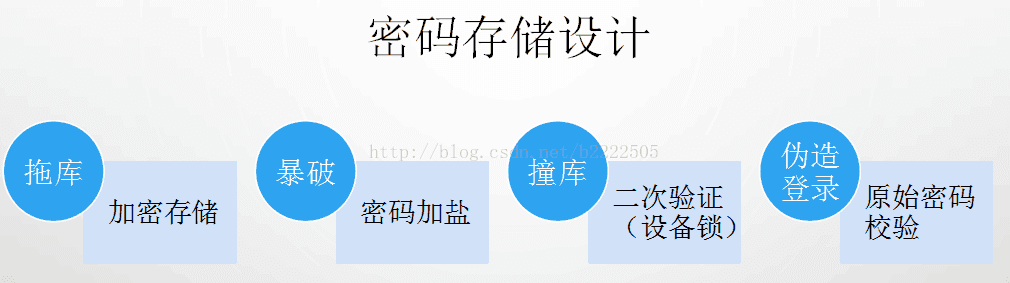 密码存储设计
http://blog.csdn.net/b2222505
拖库
加密存储
暴破
密码加盐
撞库
二次验证
（设备锁）
伪造
登录
原始密码
校验